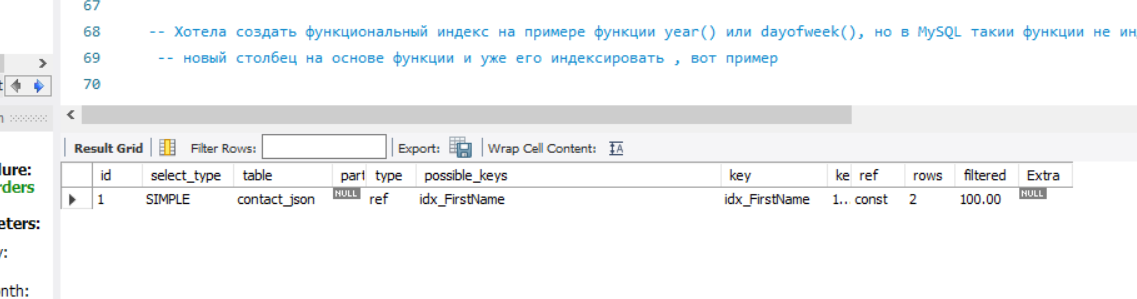 67
68 -- Хотела создать функциональный индекс на примере функции year() или dayofweek(), но в MySQL такии функции не ин
69 -- новый столбец на основе функции и уже его индексировать , вот пример
70
Result Grid Filter Rows: Export: Wrap Cell Content:
id select_type table part type possible_keys key ke ref rows filtered Extra
1 SIMPLE contact_json NULL ref idx_FirstName idx_FirstName 1... const 2 100.00 NULL
lure:
rders
eters:
y:
nth: